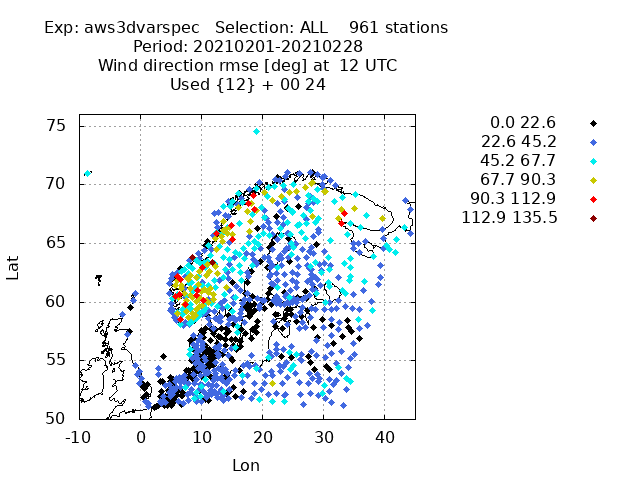 Exp: aws3dvarspec   Selection: ALL    961 stations
Period: 20210201-20210228
Wind direction rmse [deg] at  12 UTC
Used {12} + 00 24
0.0 22.6
22.6 45.2
45.2 67.7
67.7 90.3
90.3 112.9
112.9 135.5
75
70
65
60
55
50
Lat
-10 0 10 20 30 40
Lon